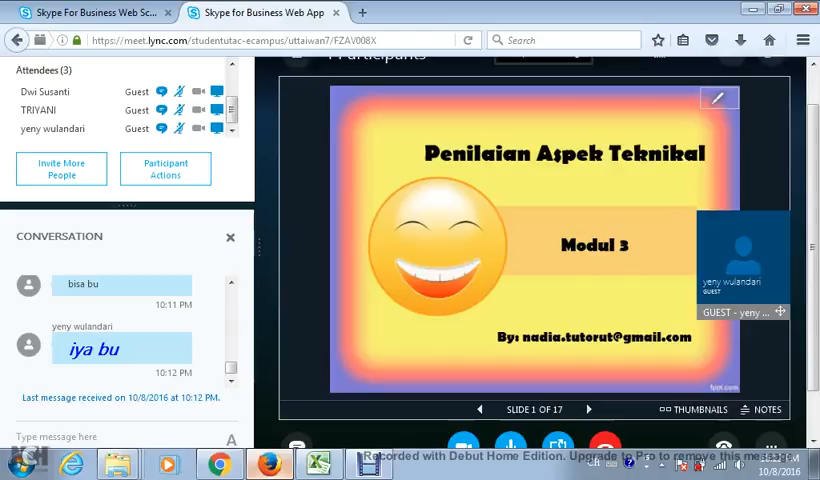 Skype For Business Web Sc...
Skype for Business Web App
https://meet.lync.com/studentutac-ecampus/uttaiwan7/FZAV008X
Search
Attendees (3)
Dwi Susanti Guest
TRIYANI Guest
yeny wulandari Guest
Invite More People
Participant Actions
CONVERSATION
bisa bu
10:11 PM
yeny wulandari
iya bu
10:12 PM
Last message received on 10/8/2016 at 10:12 PM.
Type message here
A
Participants
Penilaian Aspek Teknikal
Modul 3
By: nadia.tutorut@gmail.com
fppt.com
yeny wulandari
GUEST
GUEST - yeny ...
SLIDE 1 OF 17
THUMBNAILS
NOTES
Recorded with Debut Home Edition. Upgrade to Pro to remove this message
CH
10/8/2016